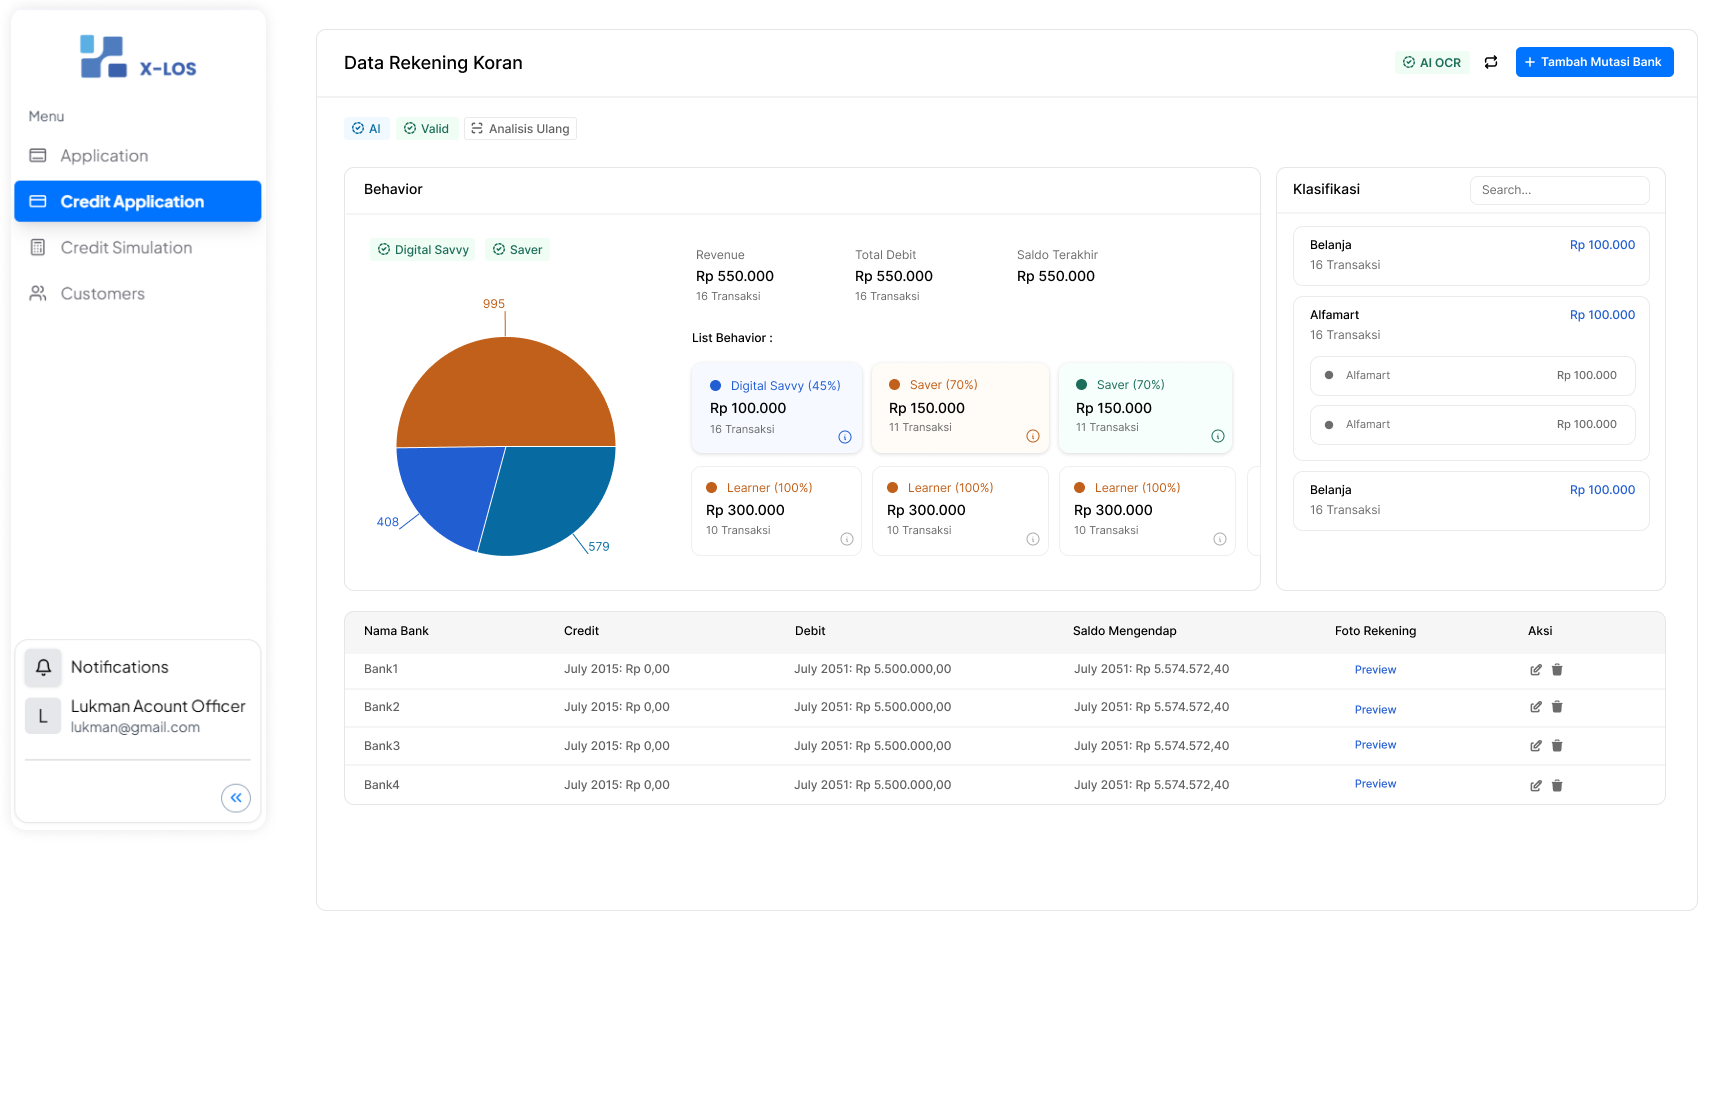 X-LOS
Menu
Application
Credit Application
Credit Simulation
Customers
Notifications
L
Lukman Acount Officer
lukman@gmail.com
Data Rekening Koran
AI OCR
+ Tambah Mutasi Bank
AI
Valid
Analisis Ulang
Behavior
Digital Savvy
Saver
995
408
579
Revenue
Rp 550.000
16 Transaksi
Total Debit
Rp 550.000
16 Transaksi
Saldo Terakhir
Rp 550.000
List Behavior :
Digital Savvy (45%)
Rp 100.000
16 Transaksi
Saver (70%)
Rp 150.000
11 Transaksi
Saver (70%)
Rp 150.000
11 Transaksi
Learner (100%)
Rp 300.000
10 Transaksi
Learner (100%)
Rp 300.000
10 Transaksi
Learner (100%)
Rp 300.000
10 Transaksi
Klasifikasi
Search...
Belanja Rp 100.000
16 Transaksi
Alfamart Rp 100.000
16 Transaksi
Alfamart Rp 100.000
Alfamart Rp 100.000
Belanja Rp 100.000
16 Transaksi
Nama Bank Credit Debit Saldo Mengendap Foto Rekening Aksi
Bank1 July 2015: Rp 0,00 July 2051: Rp 5.500.000,00 July 2051: Rp 5.574.572,40 Preview
Bank2 July 2015: Rp 0,00 July 2051: Rp 5.500.000,00 July 2051: Rp 5.574.572,40 Preview
Bank3 July 2015: Rp 0,00 July 2051: Rp 5.500.000,00 July 2051: Rp 5.574.572,40 Preview
Bank4 July 2015: Rp 0,00 July 2051: Rp 5.500.000,00 July 2051: Rp 5.574.572,40 Preview